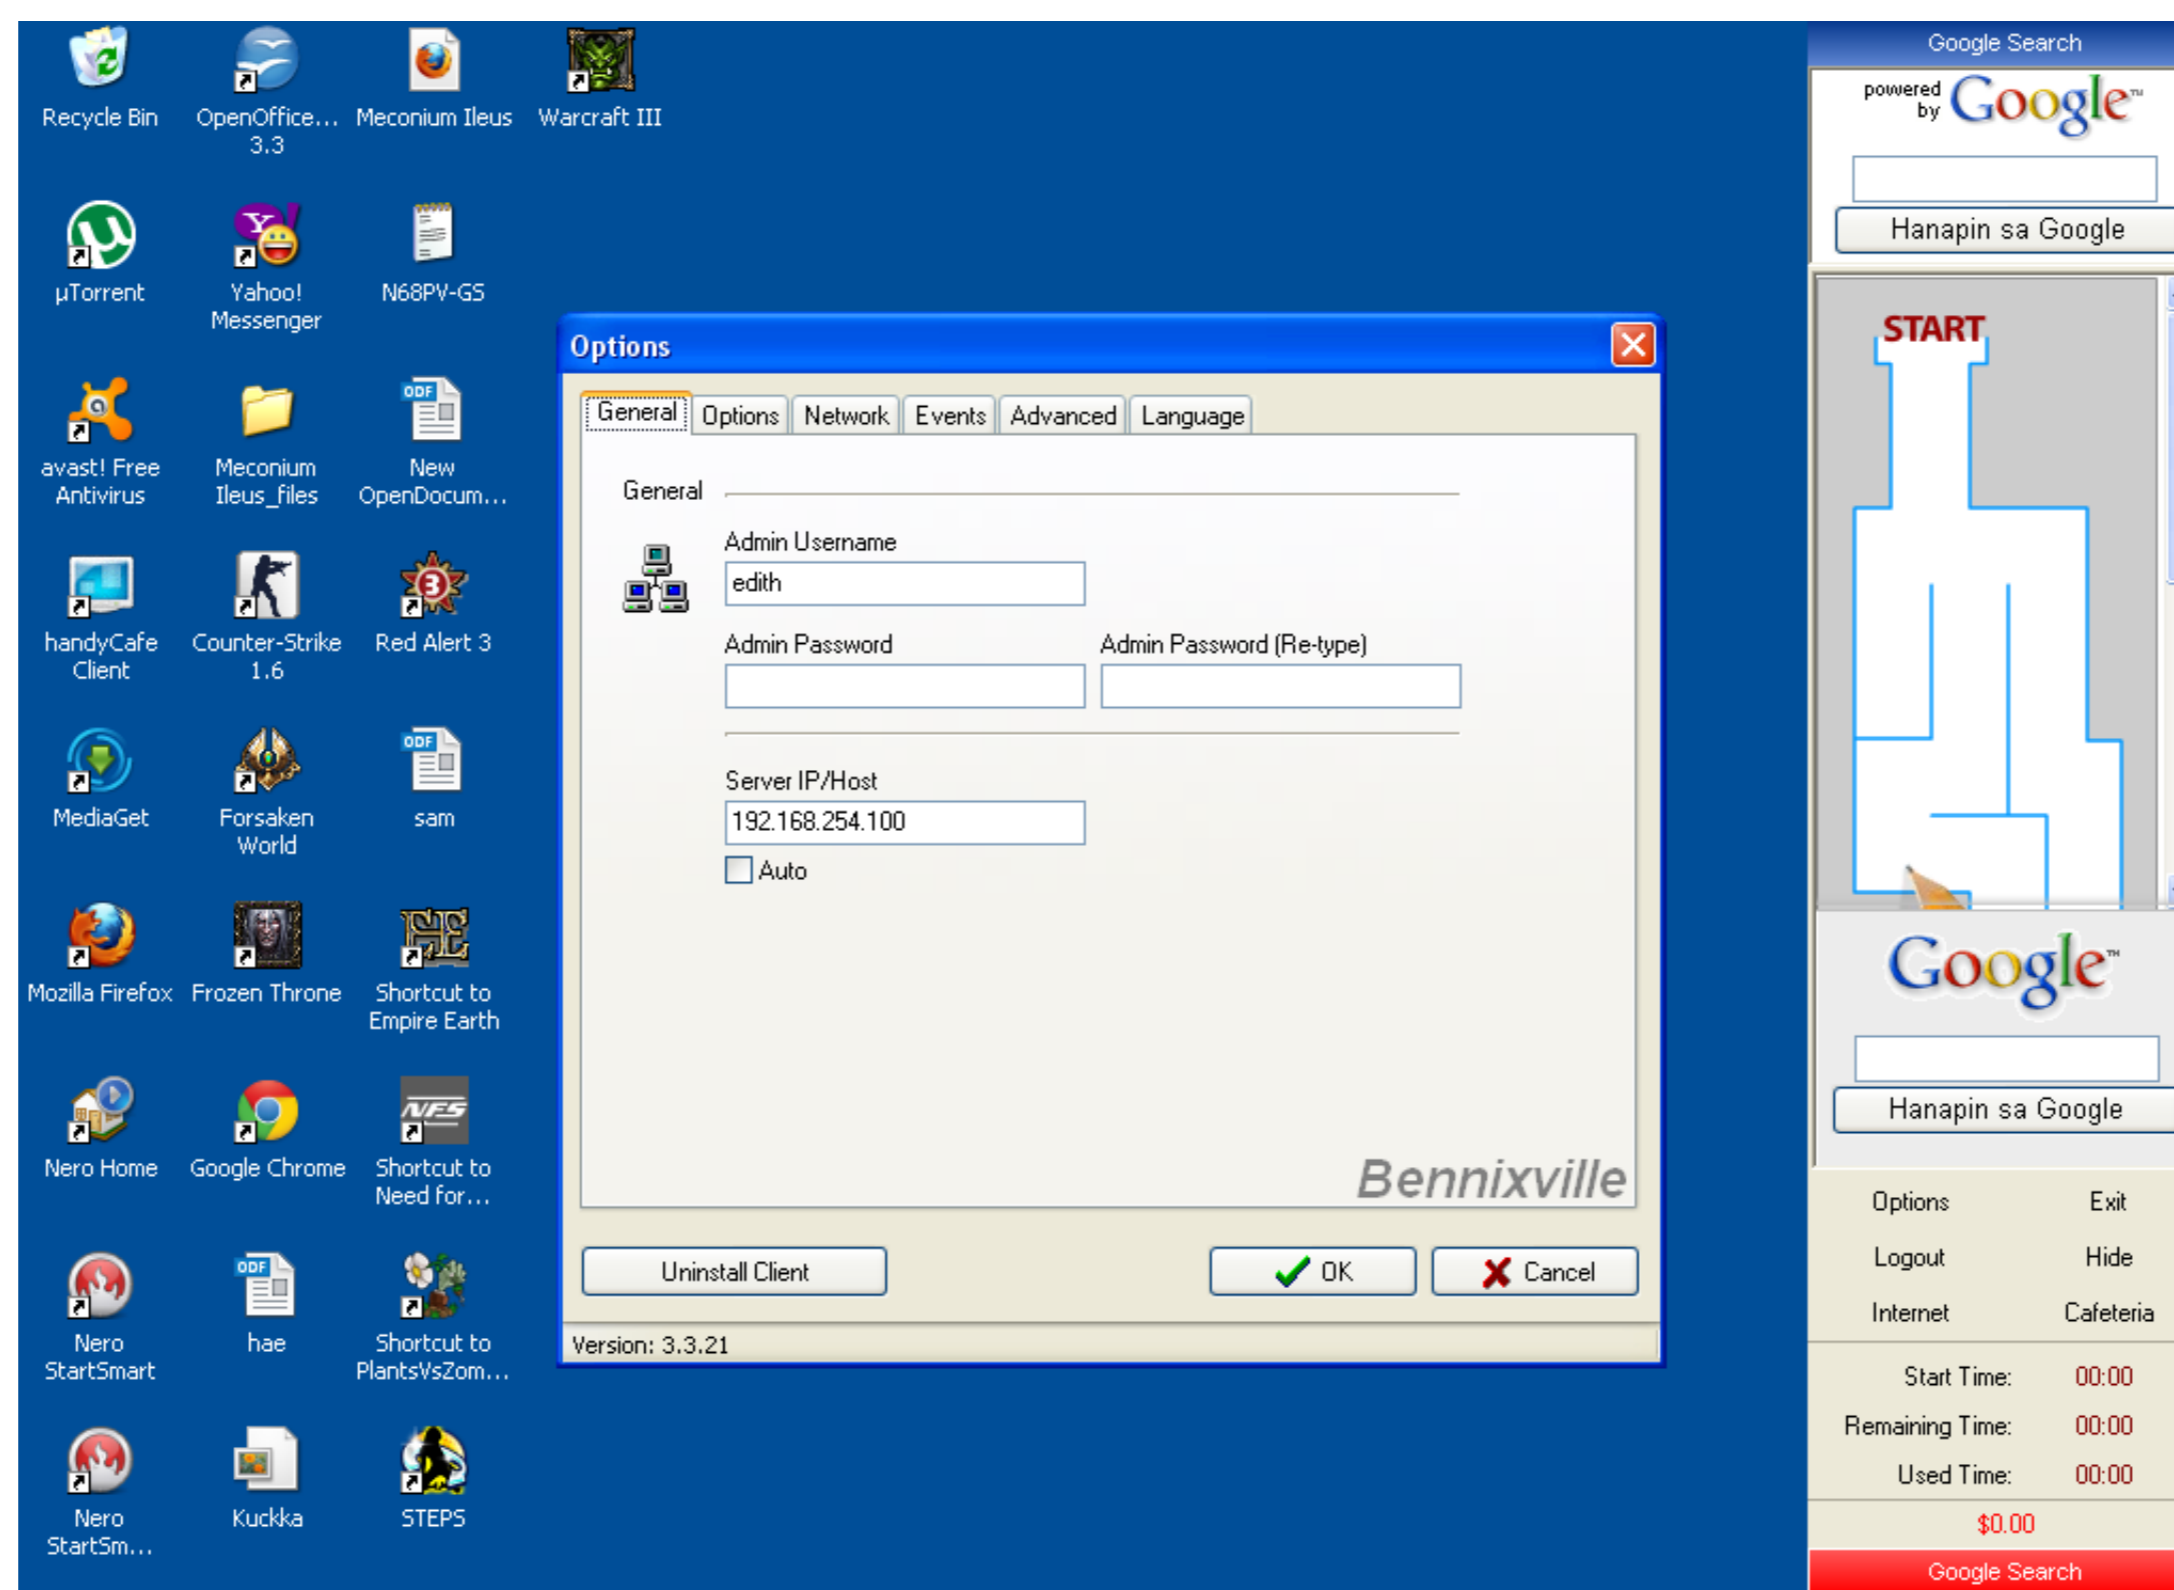 Recycle Bin
OpenOffice...
3.3
Meconium Ileus
Warcraft III
µTorrent
Yahoo!
Messenger
N68PV-GS
avast! Free
Antivirus
Meconium
Ileus_files
ODF
New
OpenDocum...
handyCafe
Client
Counter-Strike
1.6
3
Red Alert 3
MediaGet
Forsaken
World
ODF
sam
Mozilla Firefox
Frozen Throne
EE
Shortcut to
Empire Earth
Nero Home
Google Chrome
NFS
Shortcut to
Need for...
Nero
StartSmart
ODF
hae
Shortcut to
PlantsVsZom...
Nero
StartSm...
Kuckka
STEPS
Options
General
Options
Network
Events
Advanced
Language
General
Admin Username
edith
Admin Password
Admin Password (Re-type)
Server IP/Host
192.168.254.100
Auto
Bennixville
Uninstall Client
OK
Cancel
Version: 3.3.21
Google Search
powered
by Google™
Hanapin sa Google
START
Google™
Hanapin sa Google
Options Exit
Logout Hide
Internet Cafeteria
Start Time: 00:00
Remaining Time: 00:00
Used Time: 00:00
$0.00
Google Search